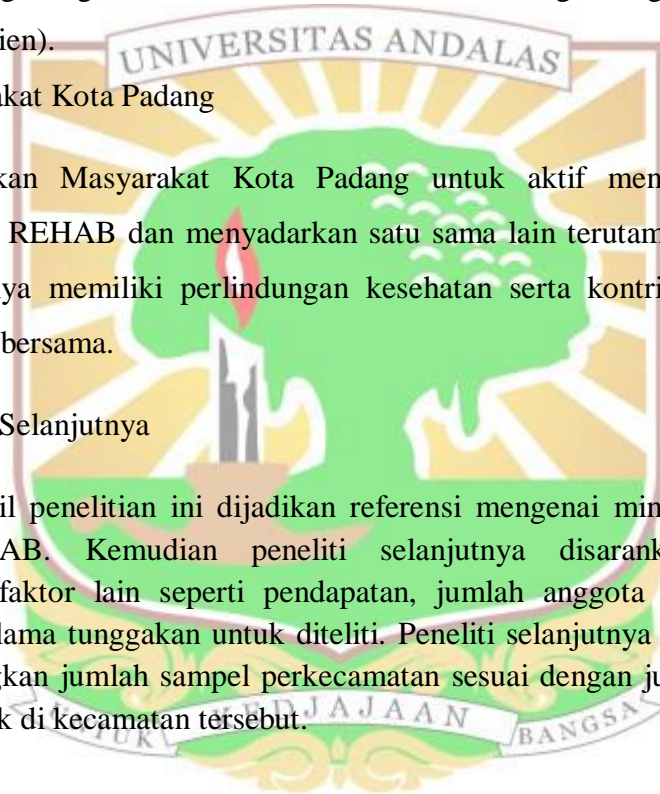 ien).
UNIVERSITAS ANDALAS
akat Kota Padang
kan Masyarakat Kota Padang untuk aktif men
REHAB dan menyadarkan satu sama lain terutam
ya memiliki perlindungan kesehatan serta kontri
bersama.
Selanjutnya
il penelitian ini dijadikan referensi mengenai min
AB. Kemudian peneliti selanjutnya disarank
faktor lain seperti pendapatan, jumlah anggota
lama tunggakan untuk diteliti. Peneliti selanjutnya
gkan jumlah sampel perkecamatan sesuai dengan ju
k di kecamatan tersebut.
UNTUK KEDJAJAAN BANGSA